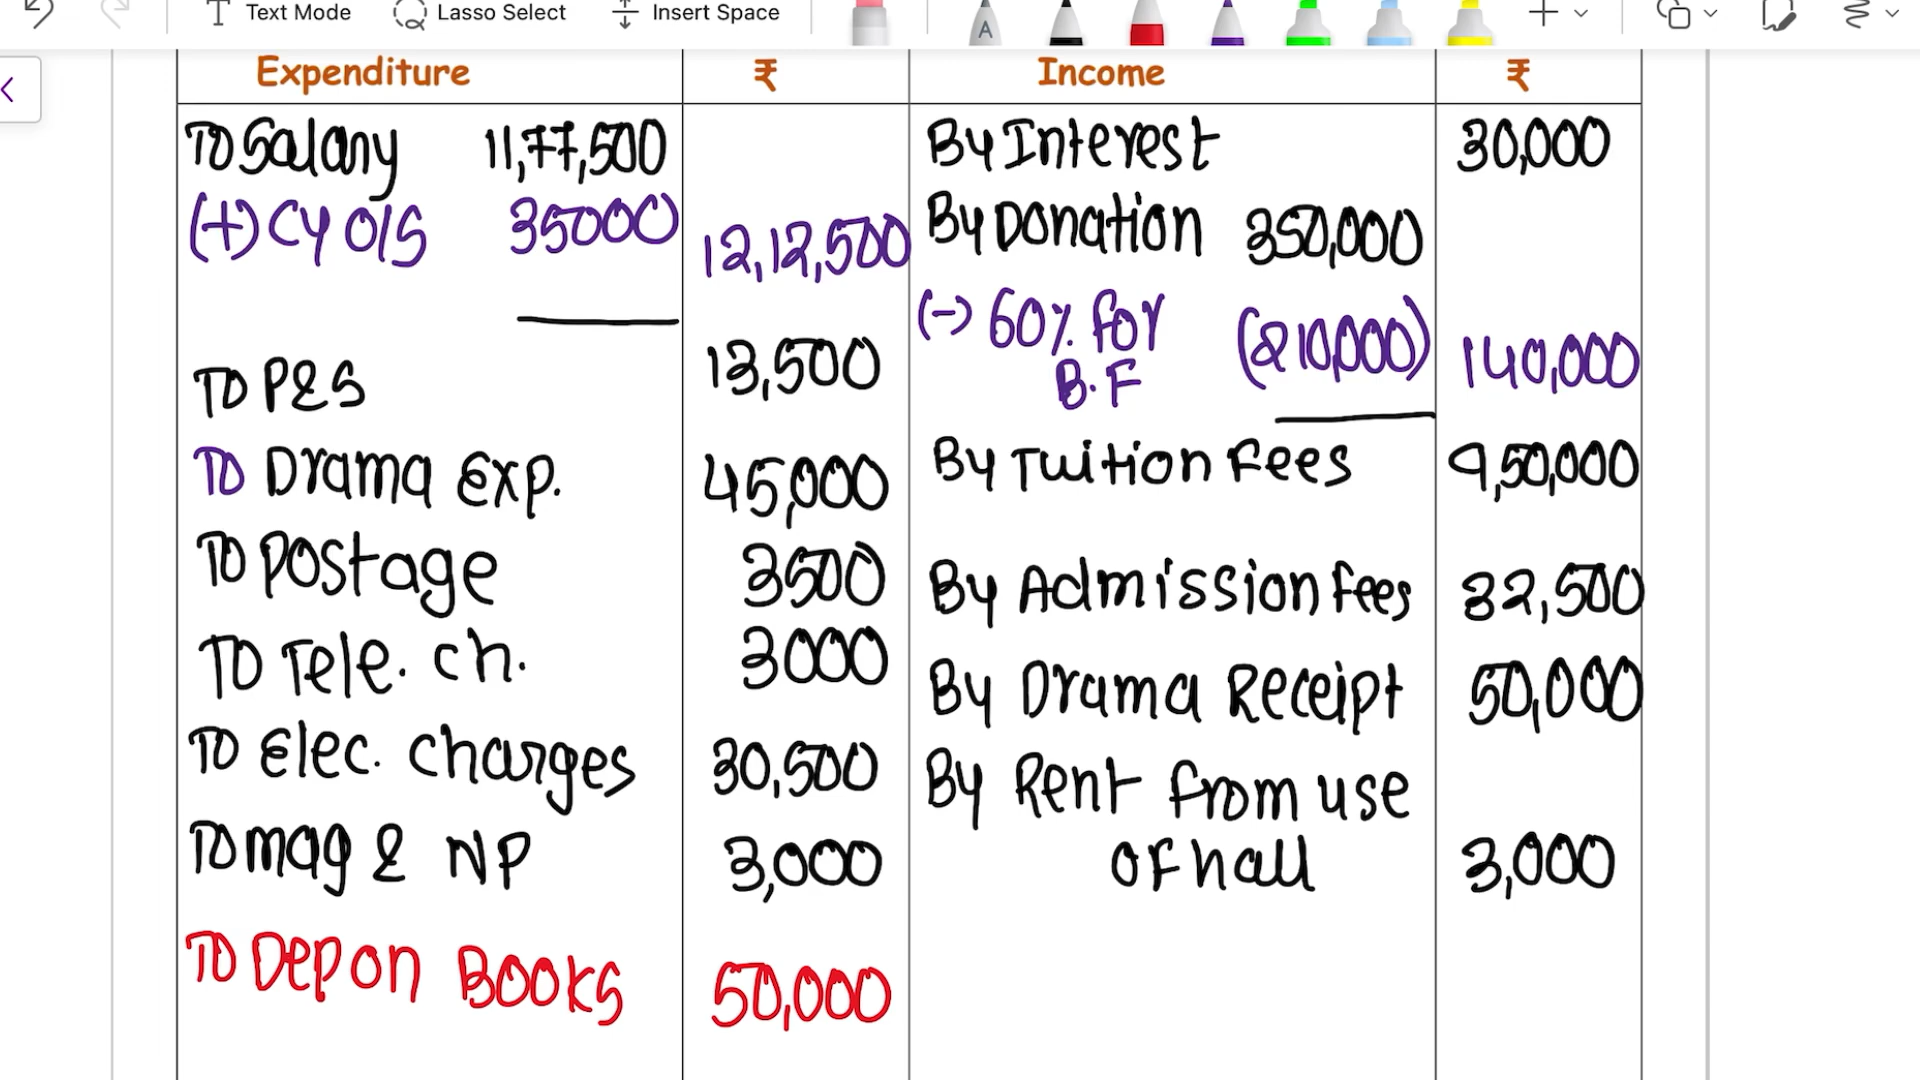 Text Mode Lasso Select Insert Space
A
Expenditure ₹ Income ₹
To Salary 11,77,500 By Interest 30,000
(+) CY O/S 35000 12,12,500 By Donation 350,000
(-) 60% for B.F (210,000) 140,000
To P&S 13,500
To Drama Exp. 45,000 By Tuition Fees 9,50,000
To Postage 3500 By Admission Fees 32,500
To Tele. ch. 3000 By Drama Receipt 50,000
To Elec. charges 30,500 By Rent from use
To mag & NP 3,000 of hall 3,000
To Dep on Books 50,000